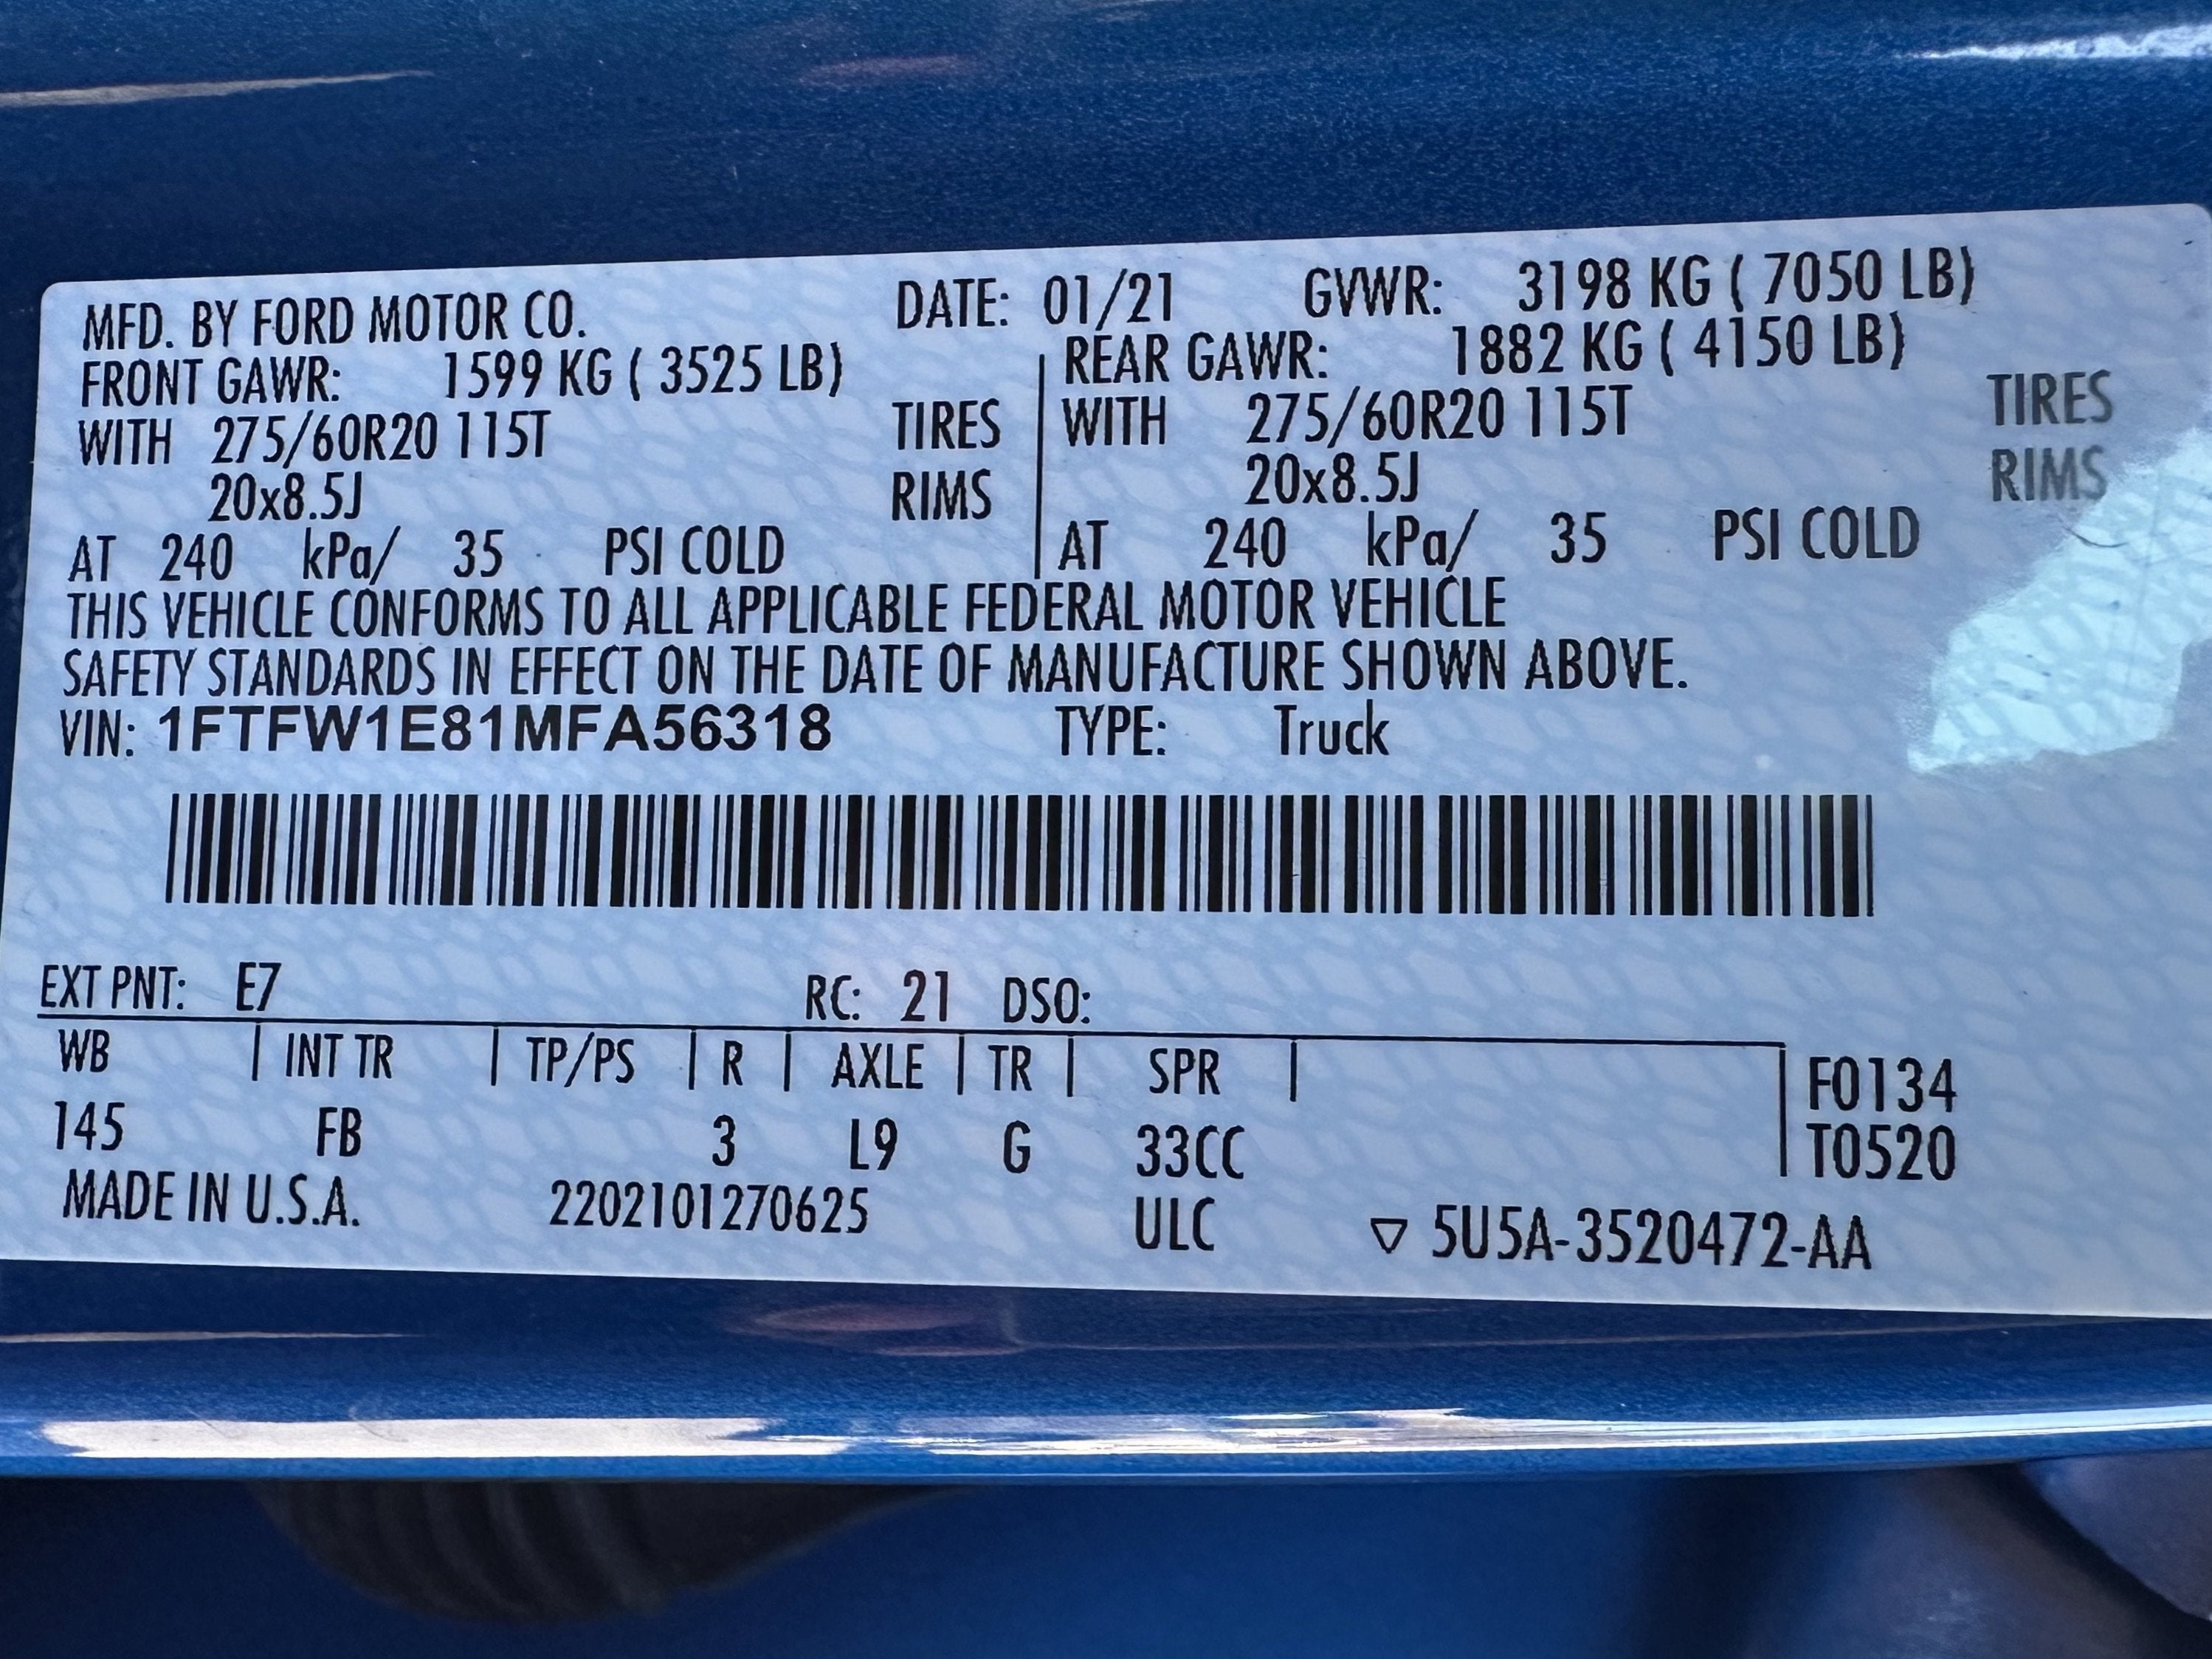 MFD. BY FORD MOTOR CO. DATE: 01/21 GVWR: 3198 KG ( 7050 LB)
FRONT GAWR: 1599 KG ( 3525 LB) REAR GAWR: 1882 KG ( 4150 LB)
WITH 275/60R20 115T TIRES WITH 275/60R20 115T TIRES
20x8.5J RIMS 20x8.5J RIMS
AT 240 kPa/ 35 PSI COLD AT 240 kPa/ 35 PSI COLD
THIS VEHICLE CONFORMS TO ALL APPLICABLE FEDERAL MOTOR VEHICLE
SAFETY STANDARDS IN EFFECT ON THE DATE OF MANUFACTURE SHOWN ABOVE.
VIN: 1FTFW1E81MFA56318 TYPE: Truck
EXT PNT: E7 RC: 21 DSO:
WB | INT TR | TP/PS | R | AXLE | TR | SPR | F0134
145 FB 3 L9 G 33CC T0520
MADE IN U.S.A. 2202101270625 ULC ▽ 5U5A-3520472-AA